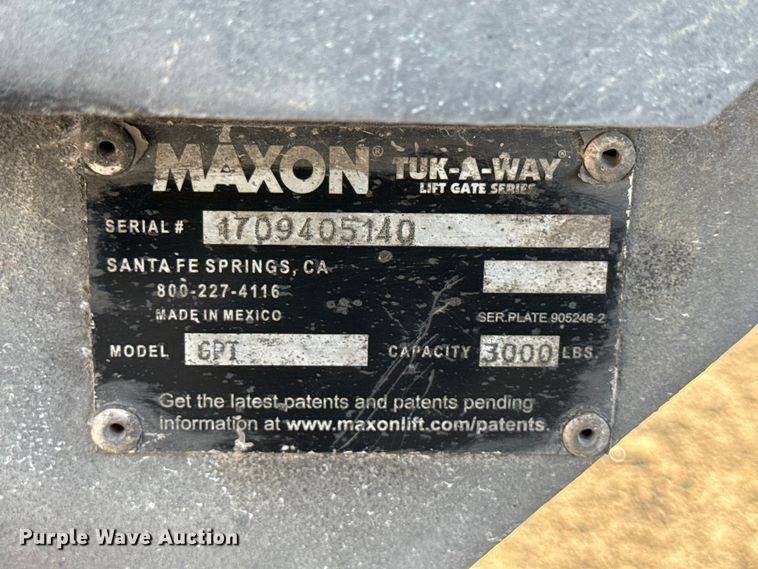 MAXON® TUK-A-WAY®
LIFT GATE SERIES
SERIAL # 1709405140
SANTA FE SPRINGS, CA
800-227-4116
MADE IN MEXICO
SER.PLATE 905246-2
MODEL GPT CAPACITY 3000 LBS.
Get the latest patents and patents pending
information at www.maxonlift.com/patents.
Purple Wave Auction